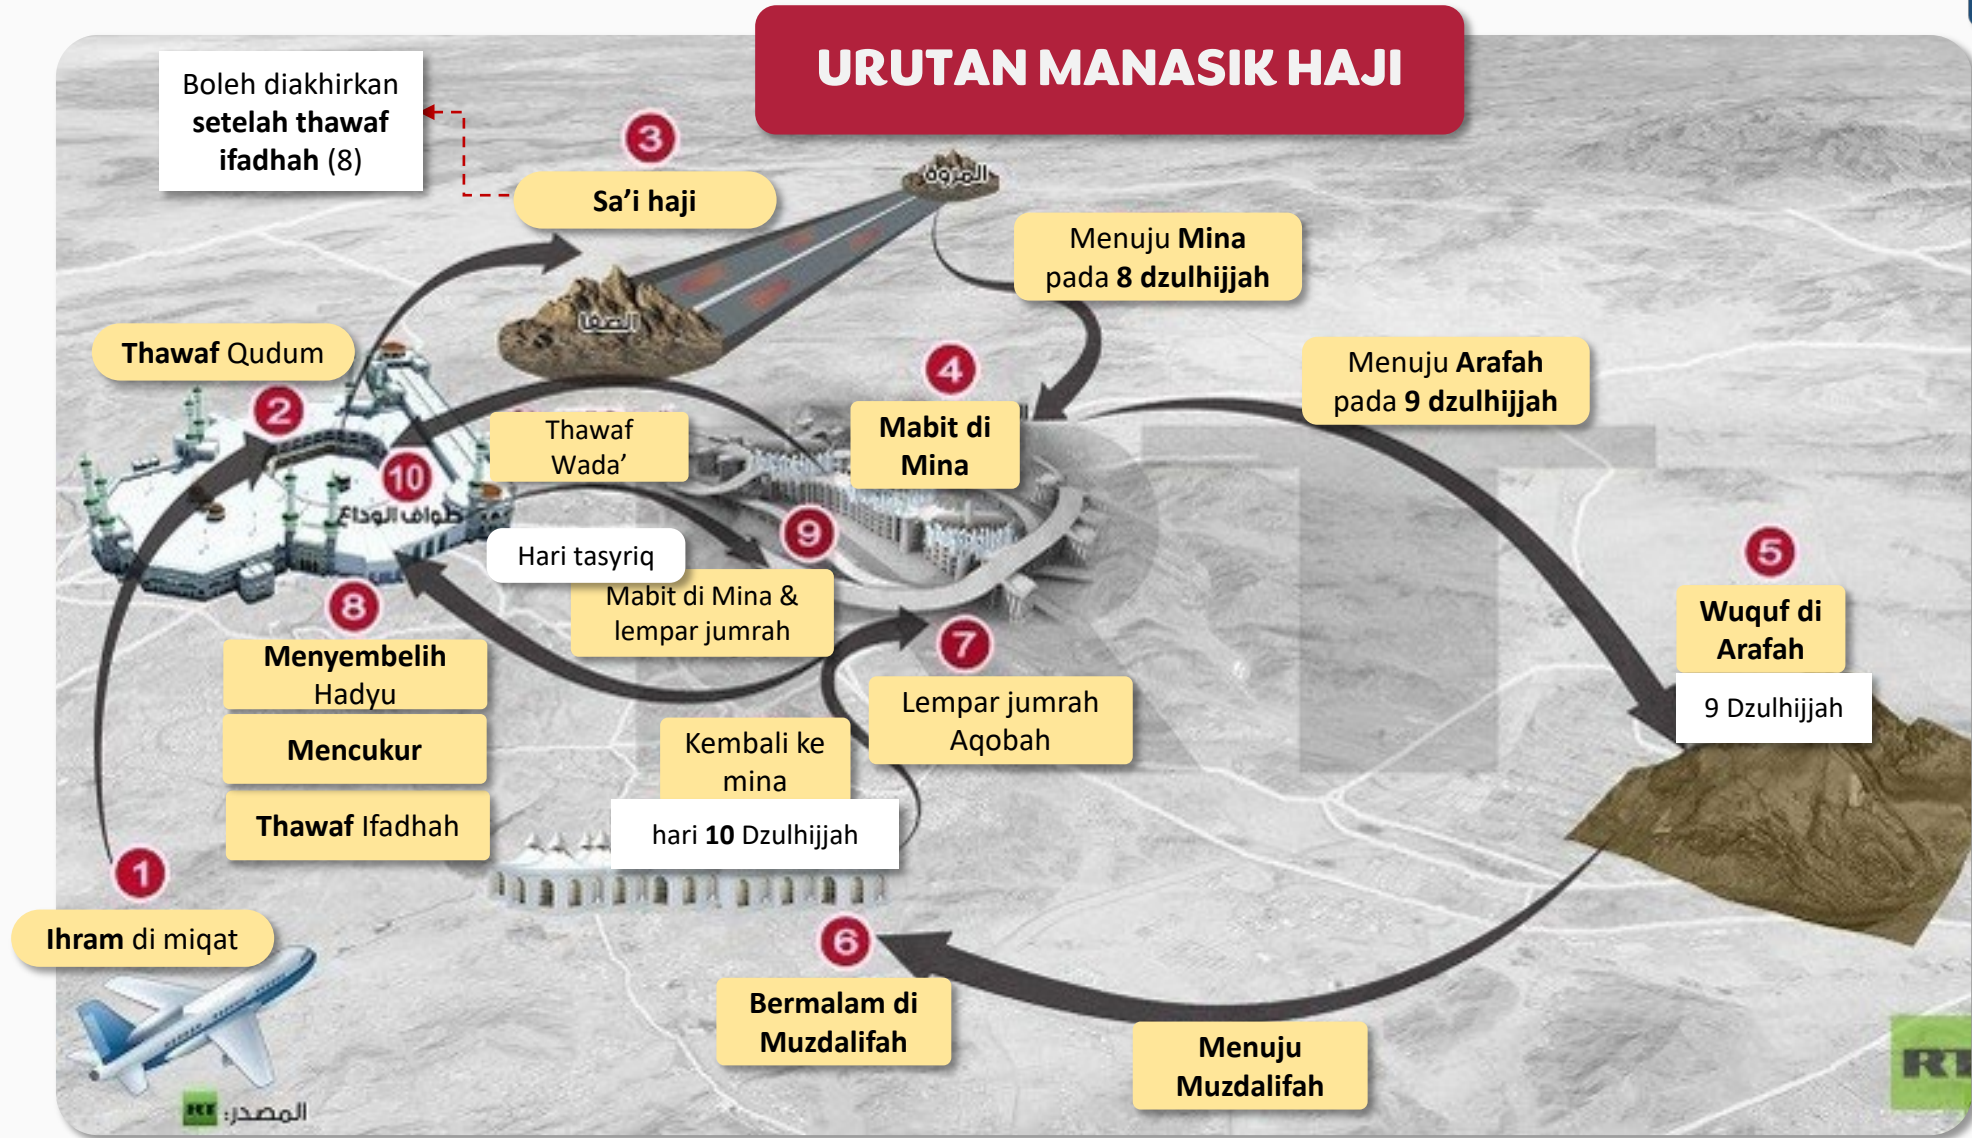 URUTAN MANASIK HAJI
Boleh diakhirkan
setelah thawaf
ifadhah (8)
3
Sa’i haji
المروة
الصفا
Menuju Mina
pada 8 dzulhijjah
Thawaf Qudum
2
4
Mabit di
Mina
Menuju Arafah
pada 9 dzulhijjah
Thawaf
Wada’
10
طواف الوداع
9
Hari tasyriq
Mabit di Mina &
lempar jumrah
5
Wuquf di
Arafah
9 Dzulhijjah
8
Menyembelih
Hadyu
Mencukur
Thawaf Ifadhah
7
Lempar jumrah
Aqobah
Kembali ke
mina
hari 10 Dzulhijjah
1
Ihram di miqat
6
Bermalam di
Muzdalifah
Menuju
Muzdalifah
RT
المصدر: RT
RT